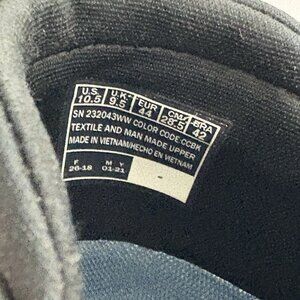 U.S. U.K. EUR CM BRA
10.5 9.5 44 28.5 42
SN 232043WW COLOR CODE:CCBK
TEXTILE AND MAN MADE UPPER
MADE IN VIETNAM/HECHO EN VIETNAM
F M Y
26-18 01-21